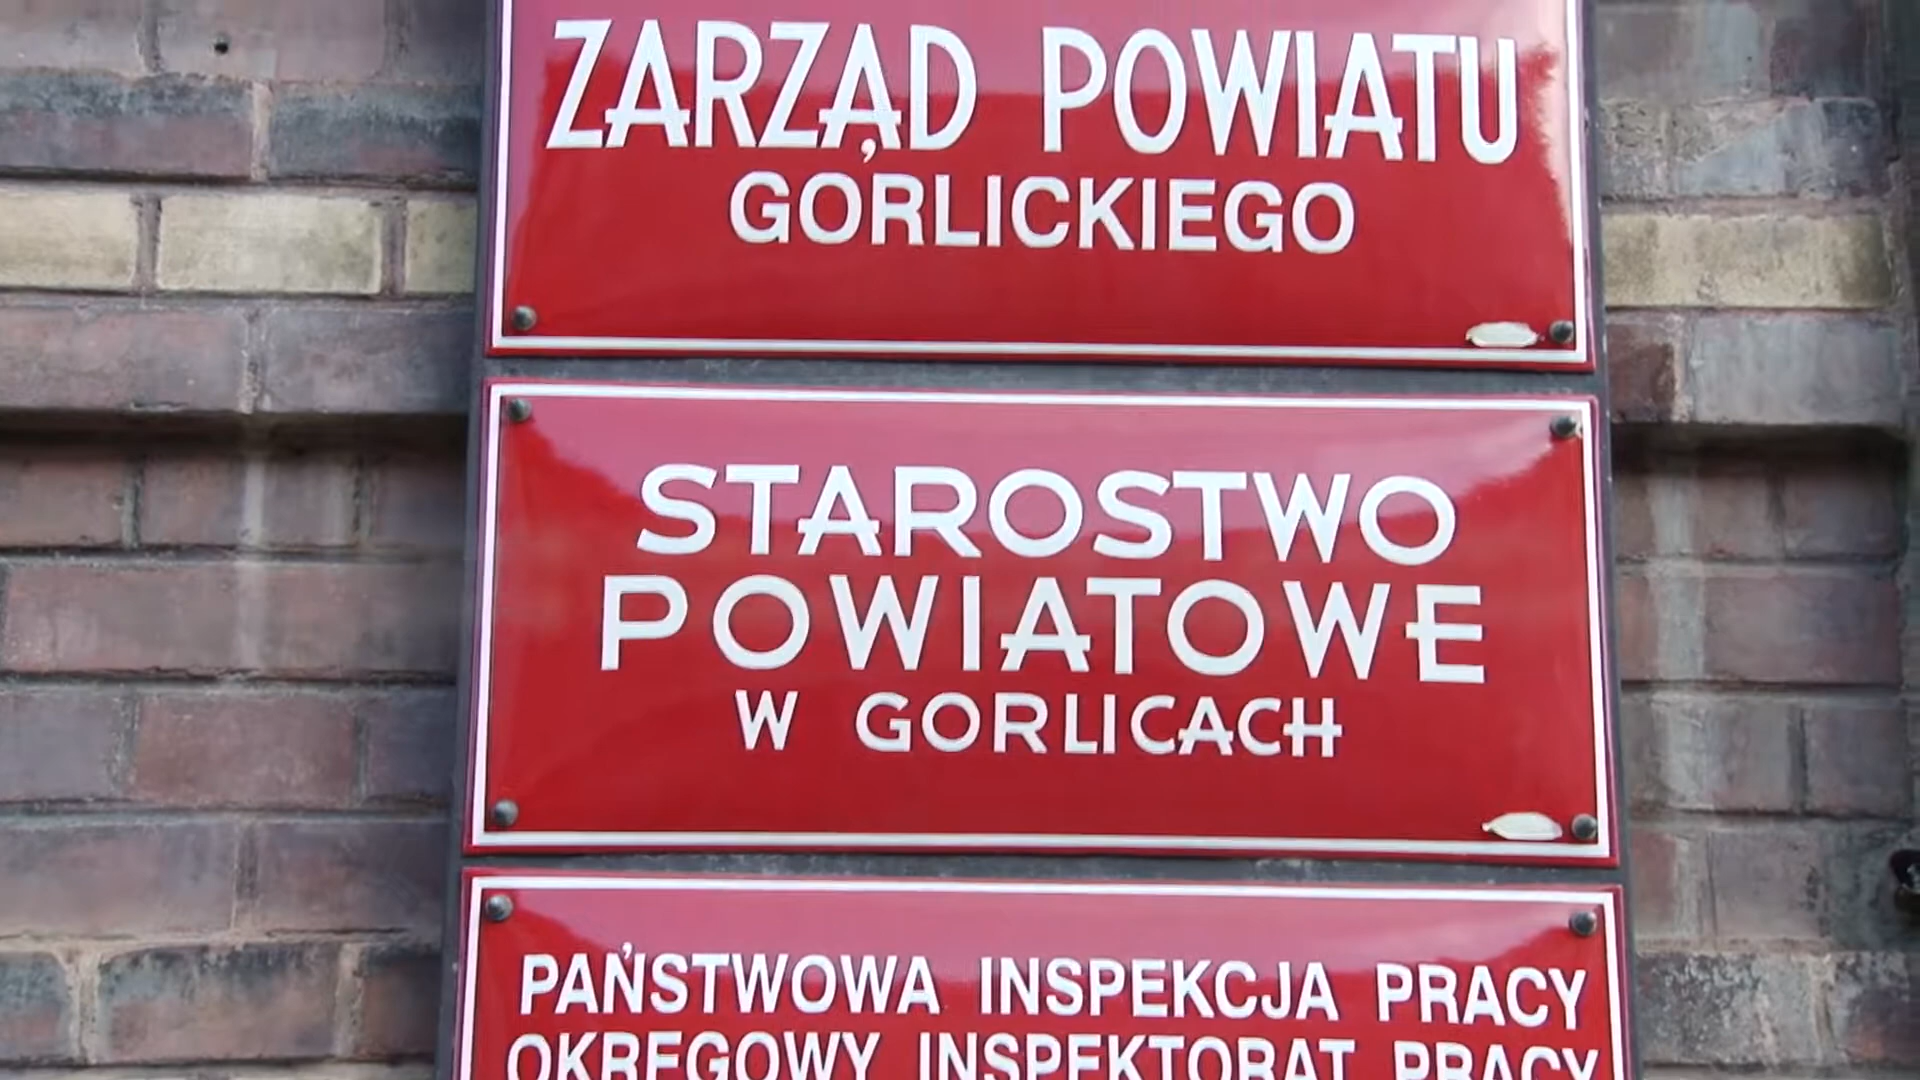 ZARZĄD POWIATU
GORLICKIEGO
STAROSTWO
POWIATOWE
W GORLICACH
PAŃSTWOWA INSPEKCJA PRACY
OKRĘGOWY INSPEKTORAT PRACY